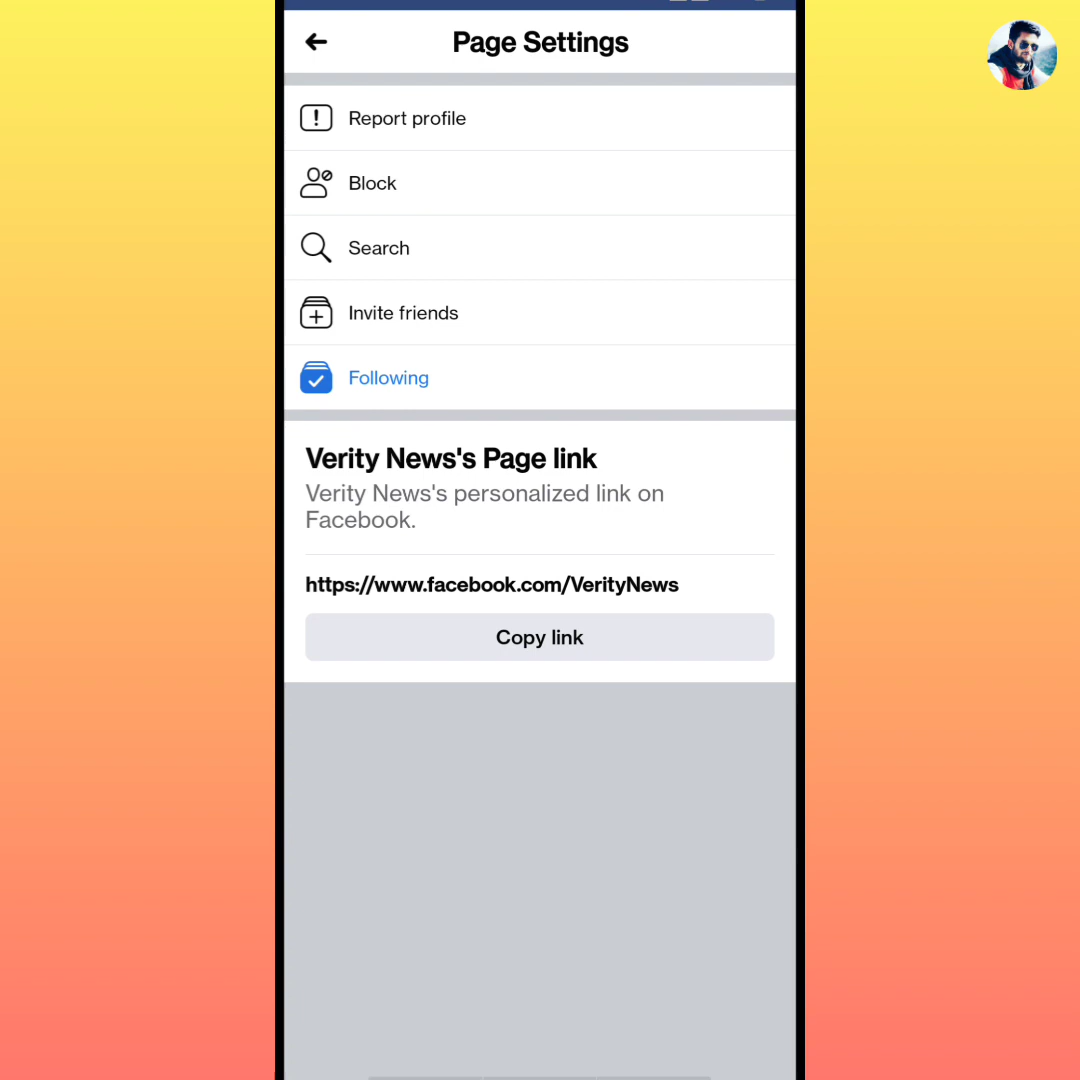 Page Settings
Report profile
Block
Search
Invite friends
Following
Verity News's Page link
Verity News's personalized link on
Facebook.
https://www.facebook.com/VerityNews
Copy link